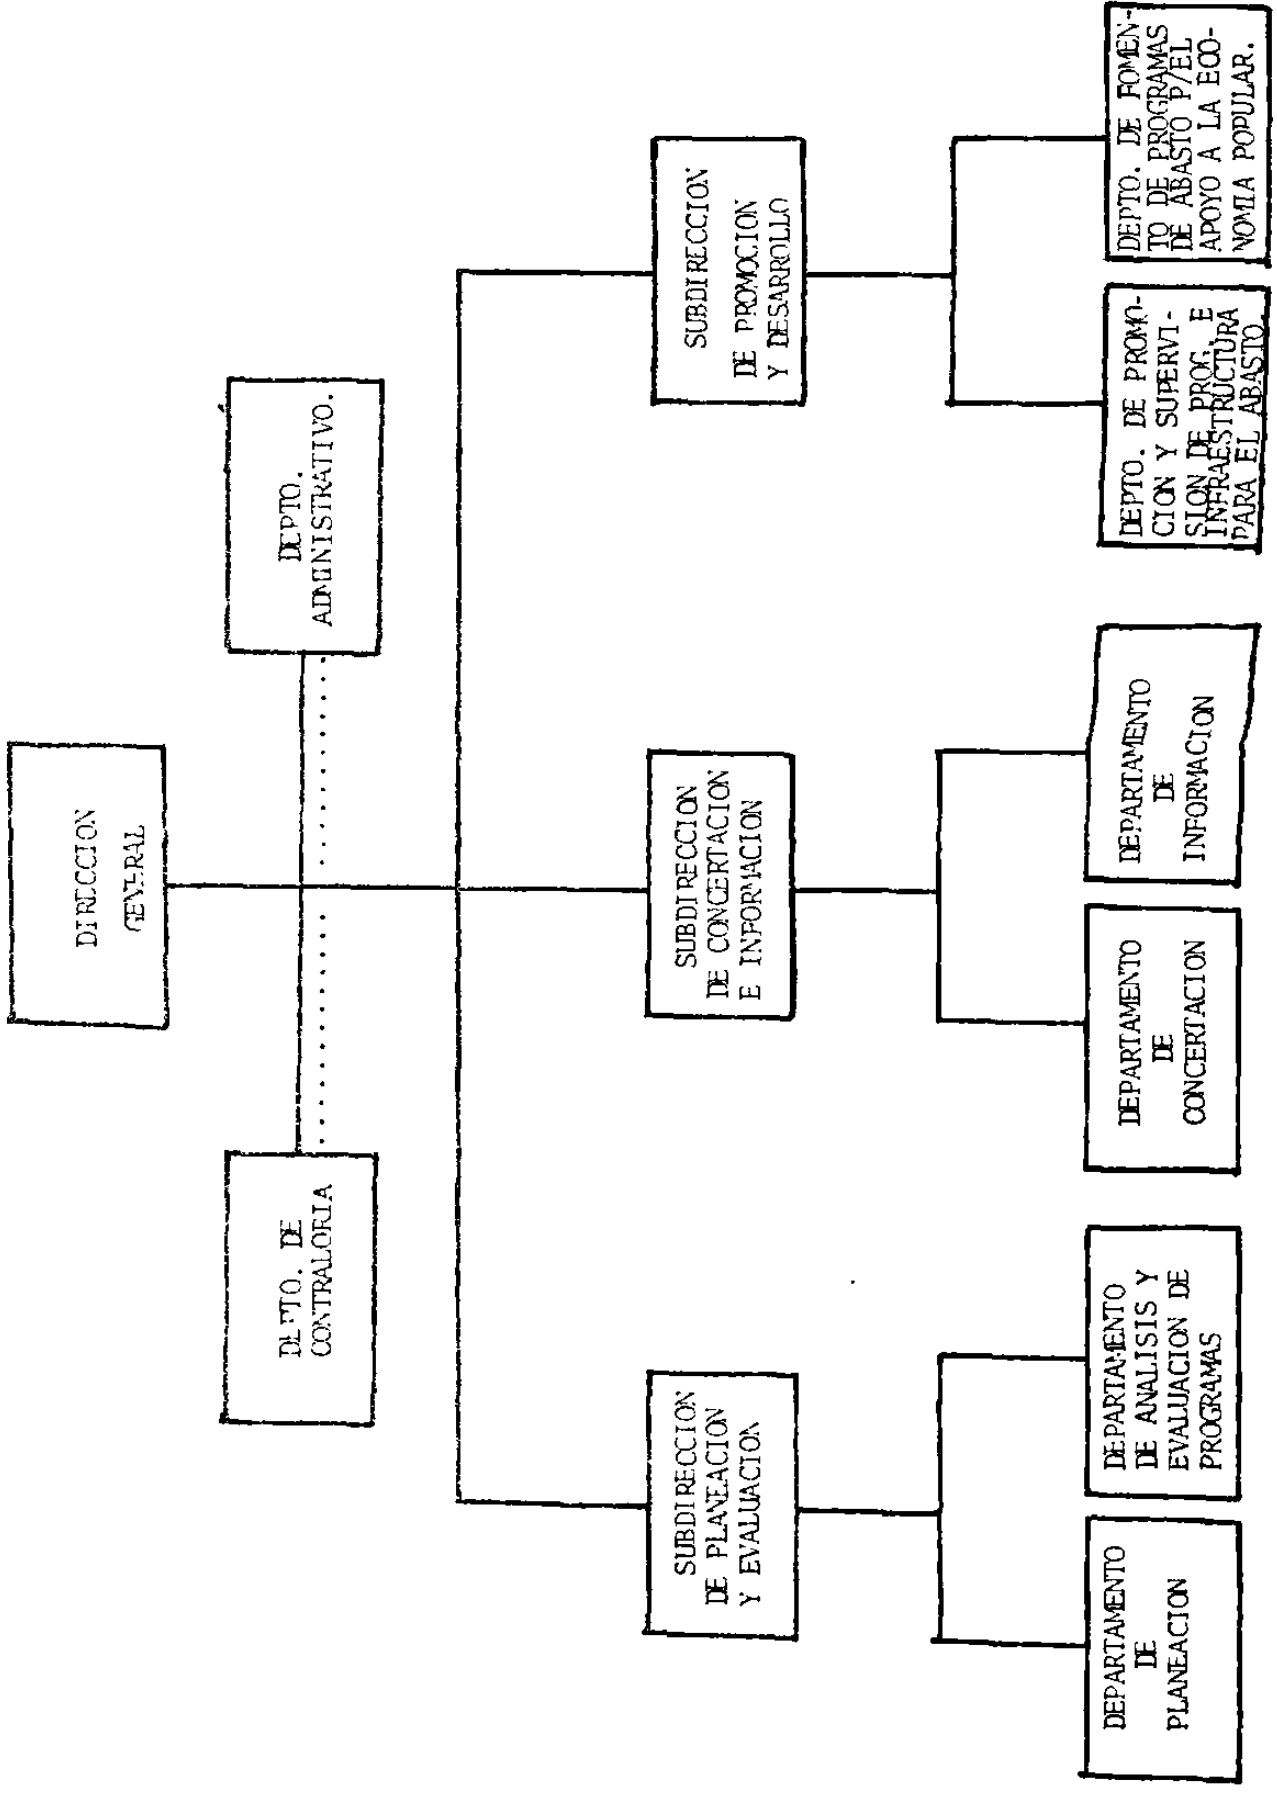 DIRECCION
GENERAL
DEPTO. DE
CONTRALORIA
DEPTO.
ADMINISTRATIVO.
SUBDIRECCION
DE PLANEACION
Y EVALUACION
SUBDIRECCION
DE CONCERTACION
E INFORMACION
SUBDIRECCION
DE PROMOCION
Y DESARROLLO
DEPARTAMENTO
DE
PLANEACION
DEPARTAMENTO
DE ANALISIS Y
EVALUACION DE
PROGRAMAS
DEPARTAMENTO
DE
CONCERTACION
DEPARTAMENTO
DE
INFORMACION
DEPTO. DE PROMO-
CION Y SUPERVI-
SION DE PROG. E
INFRAESTRUCTURA
PARA EL ABASTO.
DEPTO. DE FOMEN-
TO DE PROGRAMAS
DE ABASTO P/EL
APOYO A LA ECO-
NOMIA POPULAR.